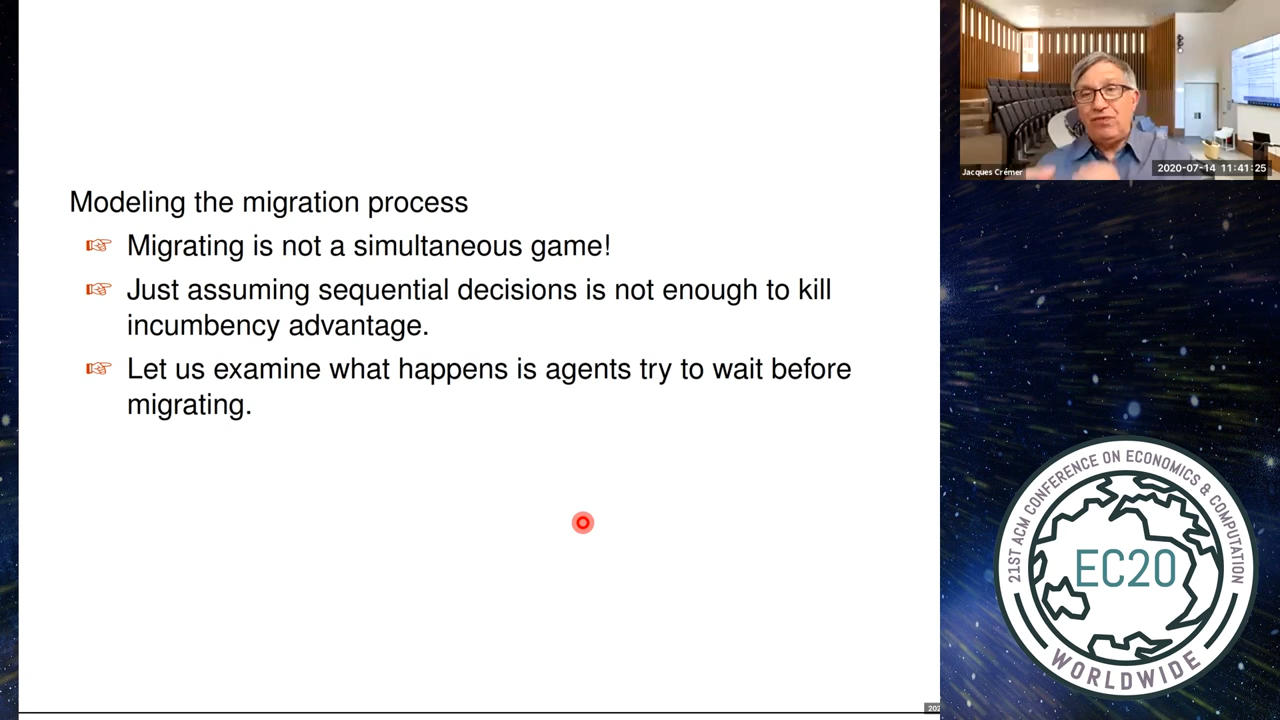 Modeling the migration process
Migrating is not a simultaneous game!
Just assuming sequential decisions is not enough to kill
incumbency advantage.
Let us examine what happens is agents try to wait before
migrating.
Jacques Crémer
2020-07-14 11:41:25
21ST ACM CONFERENCE ON ECONOMICS & COMPUTATION
EC20
WORLDWIDE